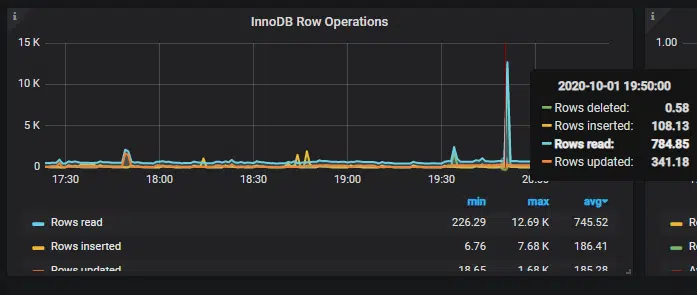 i
InnoDB Row Operations
i
15 K
1.00
10 K
2020-10-01 19:50:00
Rows deleted: 0.58
Rows inserted: 108.13
5 K
Rows read: 784.85
Rows updated: 341.18
0
17:30 18:00 18:30 19:00 19:30 20:00
min max avg
Rows read 226.29 12.69 K 745.52
Rows inserted 6.76 7.68 K 186.41
Rows updated 18.65 1.68 K 185.28